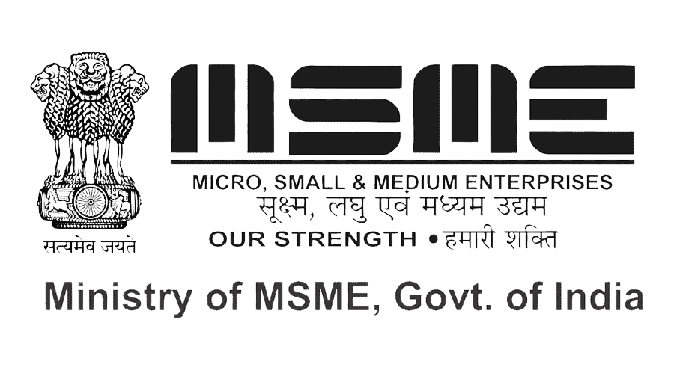 MSME
MICRO, SMALL & MEDIUM ENTERPRISES
सूक्ष्म, लघु एवं मध्यम उद्यम
OUR STRENGTH • हमारी शक्ति
सत्यमेव जयते
Ministry of MSME, Govt. of India